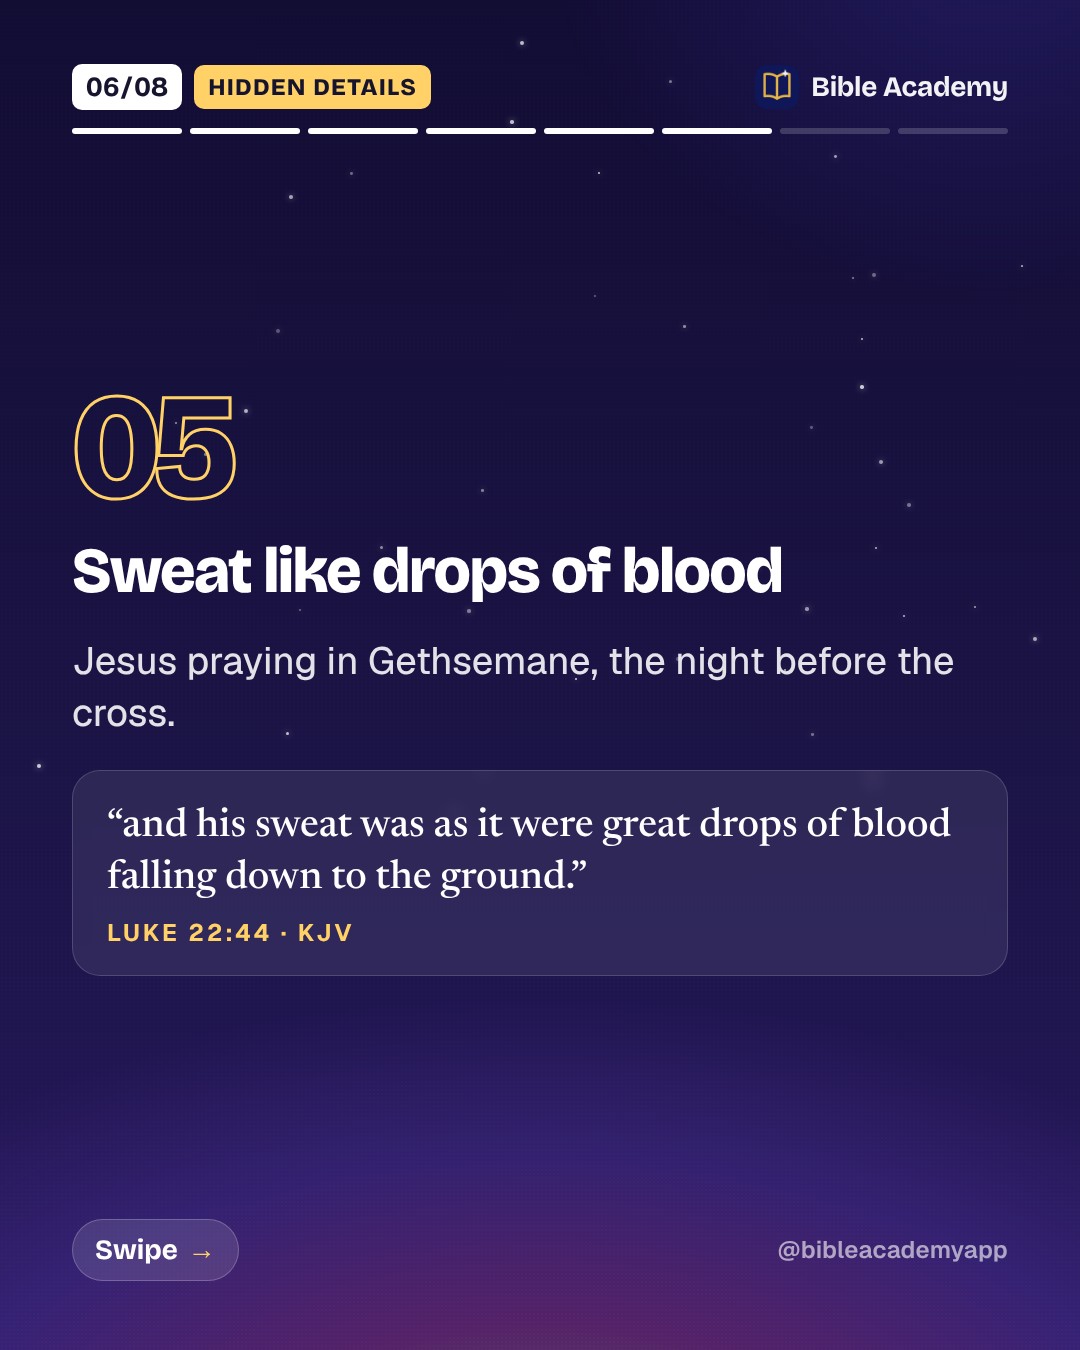 06/08 HIDDEN DETAILS Bible Academy
05
Sweat like drops of blood
Jesus praying in Gethsemane, the night before the
cross.
“and his sweat was as it were great drops of blood
falling down to the ground.”
LUKE 22:44 · KJV
Swipe → @bibleacademyapp